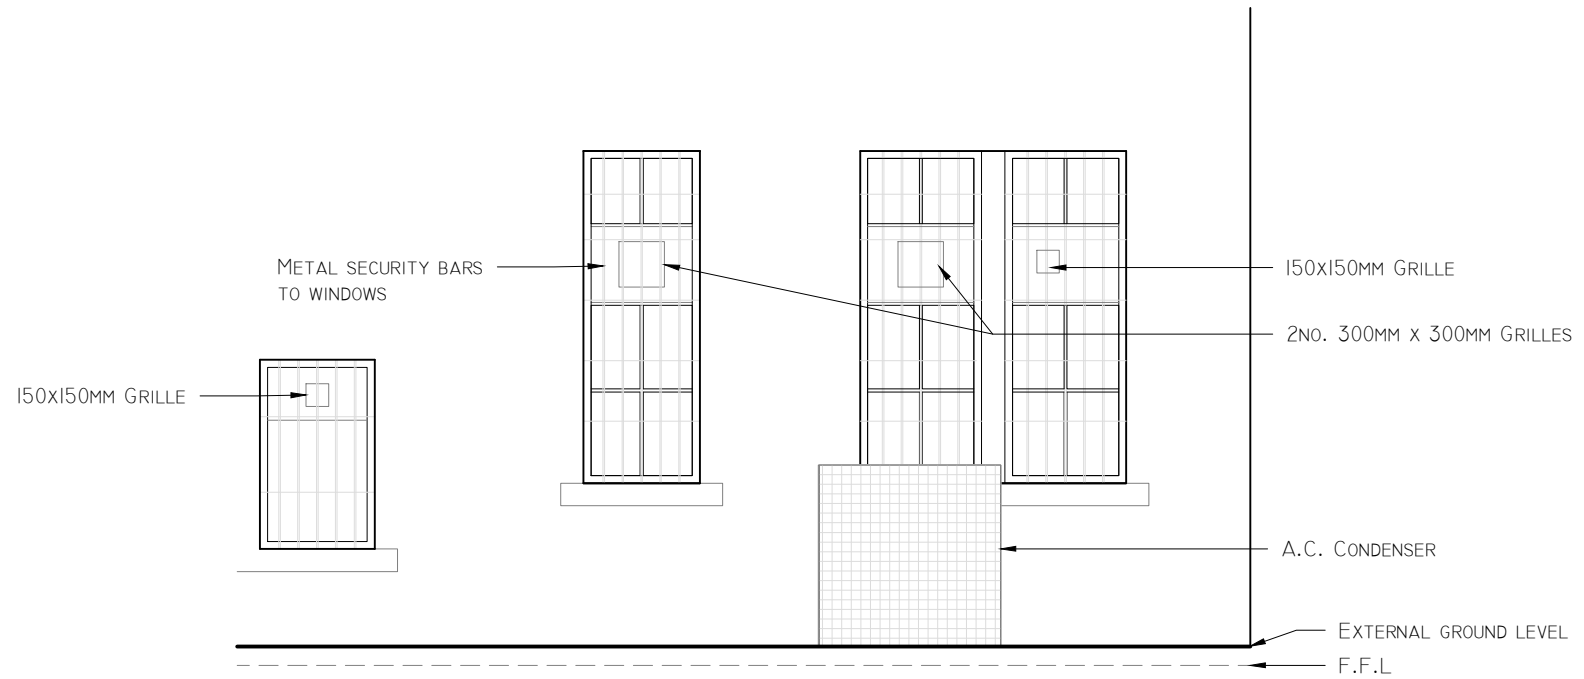 Metal security bars
to windows
150x150mm Grille
2no. 300mm x 300mm Grilles
150x150mm Grille
A.C. Condenser
External ground level
F.F.L